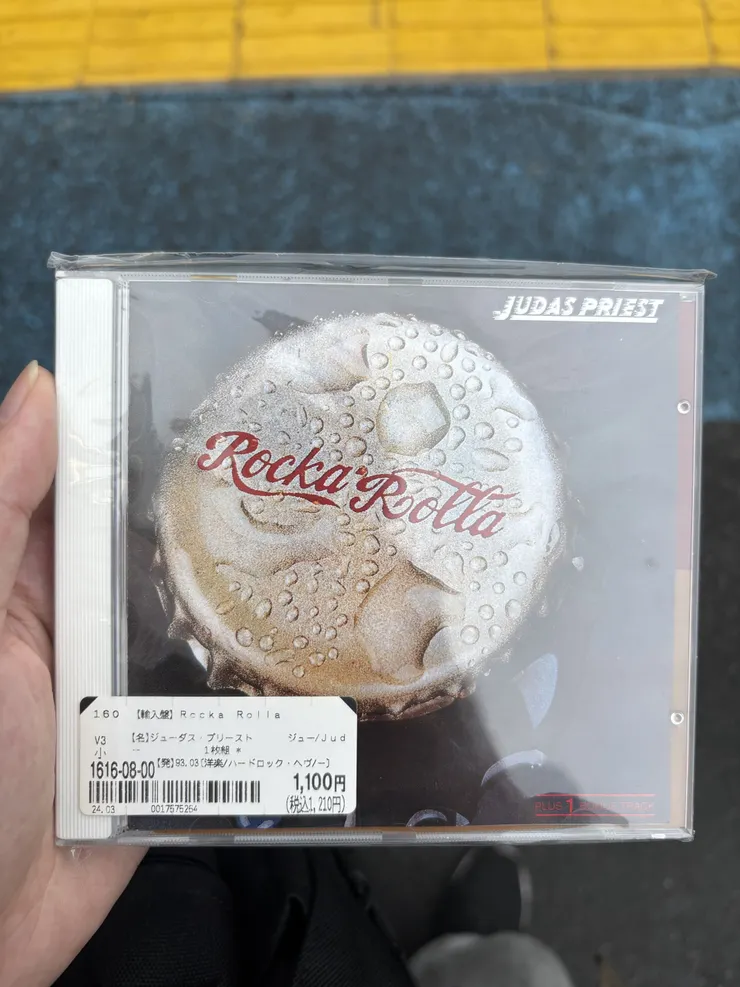 JUDAS PRIEST
Rocka Rolla
160 【輸入盤】Rocka Rolla
V3 【名】ジューダス・プリースト ジュー/Jud
小 ー 1枚組 *
1616-08-00 【発】93.03[洋楽/ハードロック・ヘヴィー]
1,100円
(税込1,210円)
24.03 0017575264
PLUS 1 BONUS TRACK